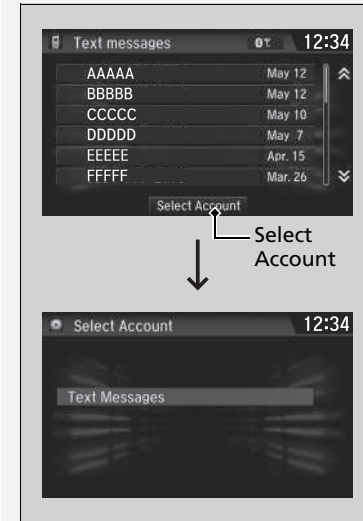 Text messages 12:34
AAAAA May 12
BBBBB May 12
CCCCC May 10
DDDDD May 7
EEEEE Apr. 15
FFFFF Mar. 26
Select Account
Select
Account
Select Account 12:34
Text Messages